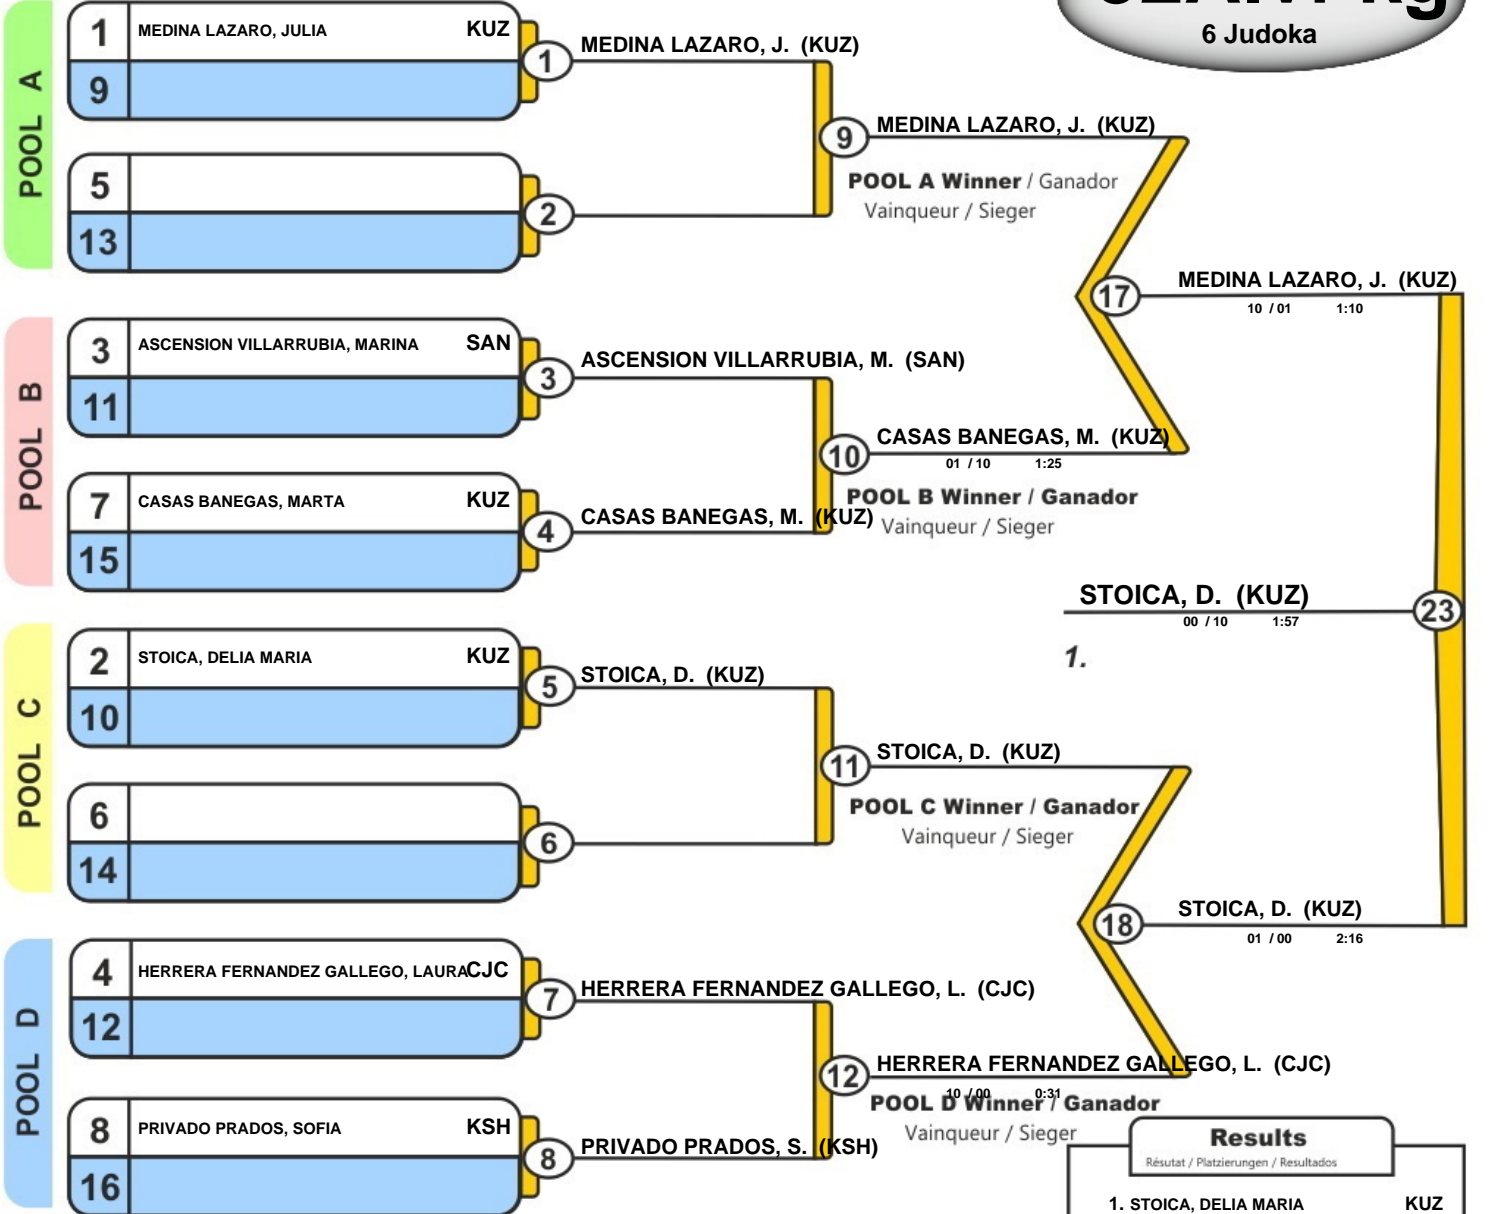 6 Judoka
POOL A
1 MEDINA LAZARO, JULIA KUZ
9
1 MEDINA LAZARO, J. (KUZ)
5
13
2
9 MEDINA LAZARO, J. (KUZ)
POOL A Winner / Ganador
Vainqueur / Sieger
17 MEDINA LAZARO, J. (KUZ)
10 / 01 1:10
POOL B
3 ASCENSION VILLARRUBIA, MARINA SAN
11
3 ASCENSION VILLARRUBIA, M. (SAN)
7 CASAS BANEGAS, MARTA KUZ
15
4 CASAS BANEGAS, M. (KUZ)
10 CASAS BANEGAS, M. (KUZ)
01 / 10 1:25
POOL B Winner / Ganador
Vainqueur / Sieger
STOICA, D. (KUZ) 23
00 / 10 1:57
1.
POOL C
2 STOICA, DELIA MARIA KUZ
10
5 STOICA, D. (KUZ)
6
14
6
11 STOICA, D. (KUZ)
POOL C Winner / Ganador
Vainqueur / Sieger
18 STOICA, D. (KUZ)
01 / 00 2:16
POOL D
4 HERRERA FERNANDEZ GALLEGO, LAURA CJC
12
7 HERRERA FERNANDEZ GALLEGO, L. (CJC)
8 PRIVADO PRADOS, SOFIA KSH
16
8 PRIVADO PRADOS, S. (KSH)
12 HERRERA FERNANDEZ GALLEGO, L. (CJC)
10 / 00 0:31
POOL D Winner / Ganador
Vainqueur / Sieger
Results
Résutat / Platzierungen / Resultados
1. STOICA, DELIA MARIA KUZ